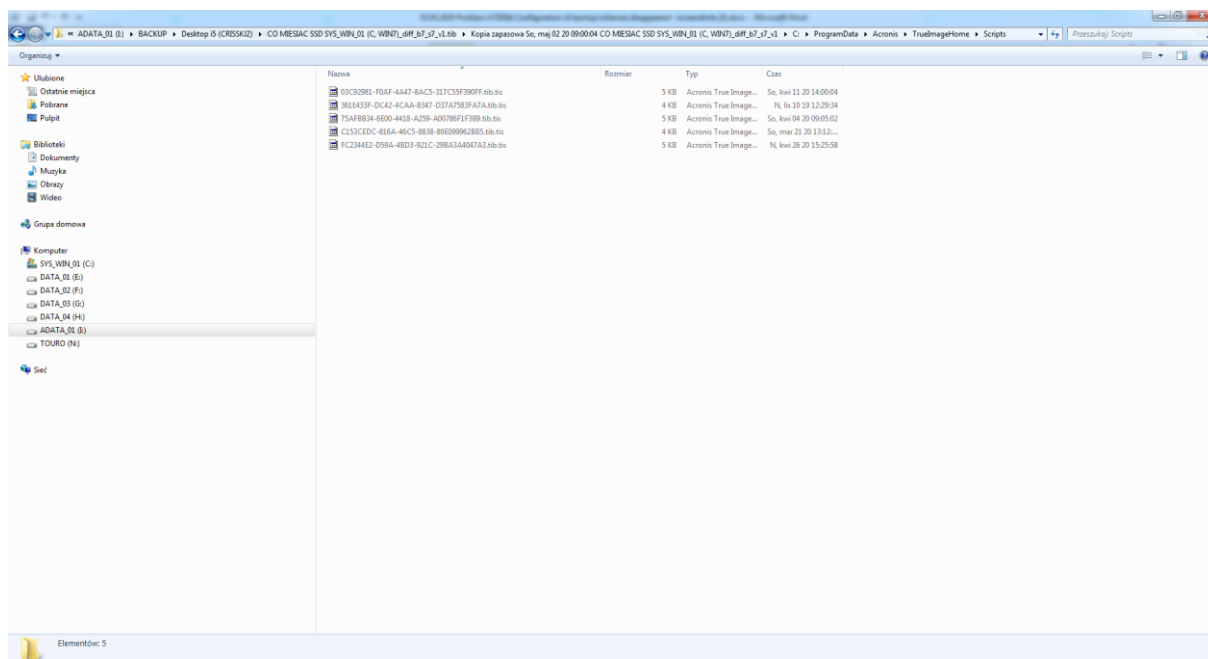 « ADATA_01 (I:) ▸ BACKUP ▸ Desktop i5 (CRISSKI2) ▸ CO MIESIAC SSD SYS_WIN_01 (C, WIN7)_diff_b7_s7_v1.tib ▸ Kopia zapasowa So, maj 02 20 09:00:04 CO MIESIAC SSD SYS_WIN_01 (C, WIN7)_diff_b7_s7_v1 ▸ C: ▸ ProgramData ▸ Acronis ▸ TrueImageHome ▸ Scripts
Przeszukaj: Scripts
Organizuj
Ulubione
Ostatnie miejsca
Pobrane
Pulpit
Biblioteki
Dokumenty
Muzyka
Obrazy
Wideo
Grupa domowa
Komputer
SYS_WIN_01 (C:)
DATA_01 (E:)
DATA_02 (F:)
DATA_03 (G:)
DATA_04 (H:)
ADATA_01 (I:)
TOURO (N:)
Sieć
Nazwa Rozmiar Typ Czas
03C92981-F0AF-4A47-8AC5-317C55F390FF.tib.tis 5 KB Acronis True Image... So, kwi 11 20 14:00:04
361E433F-DC42-4CAA-8347-D37A7583FA7A.tib.tis 4 KB Acronis True Image... N, lis 10 19 12:29:34
75AFBB34-6E00-4418-A259-A00786F1F3B9.tib.tis 5 KB Acronis True Image... So, kwi 04 20 09:05:02
C153CEDC-816A-46C5-8838-80E099962BB5.tib.tis 4 KB Acronis True Image... So, mar 21 20 13:12:...
FC2344E2-D59A-4BD3-921C-29BA3A4047A3.tib.tis 5 KB Acronis True Image... N, kwi 26 20 15:25:58
Elementów: 5